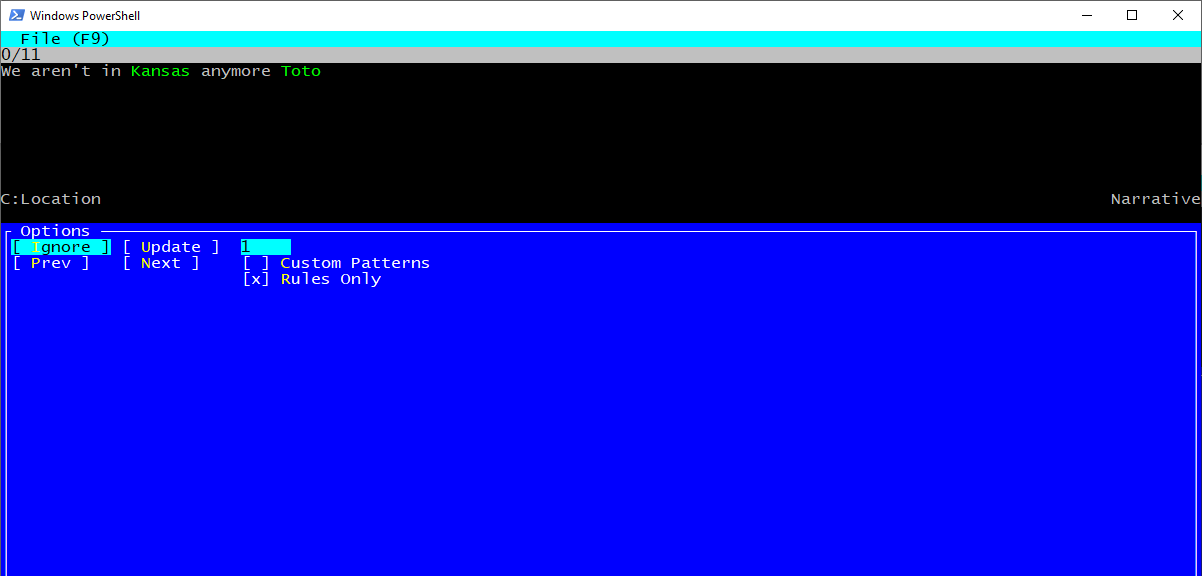 Windows PowerShell
File (F9)
0/11
We aren't in Kansas anymore Toto
C:Location Narrative
Options
[ Ignore ] [ Update ] 1
[ Prev ] [ Next ] [ ] Custom Patterns
[x] Rules Only